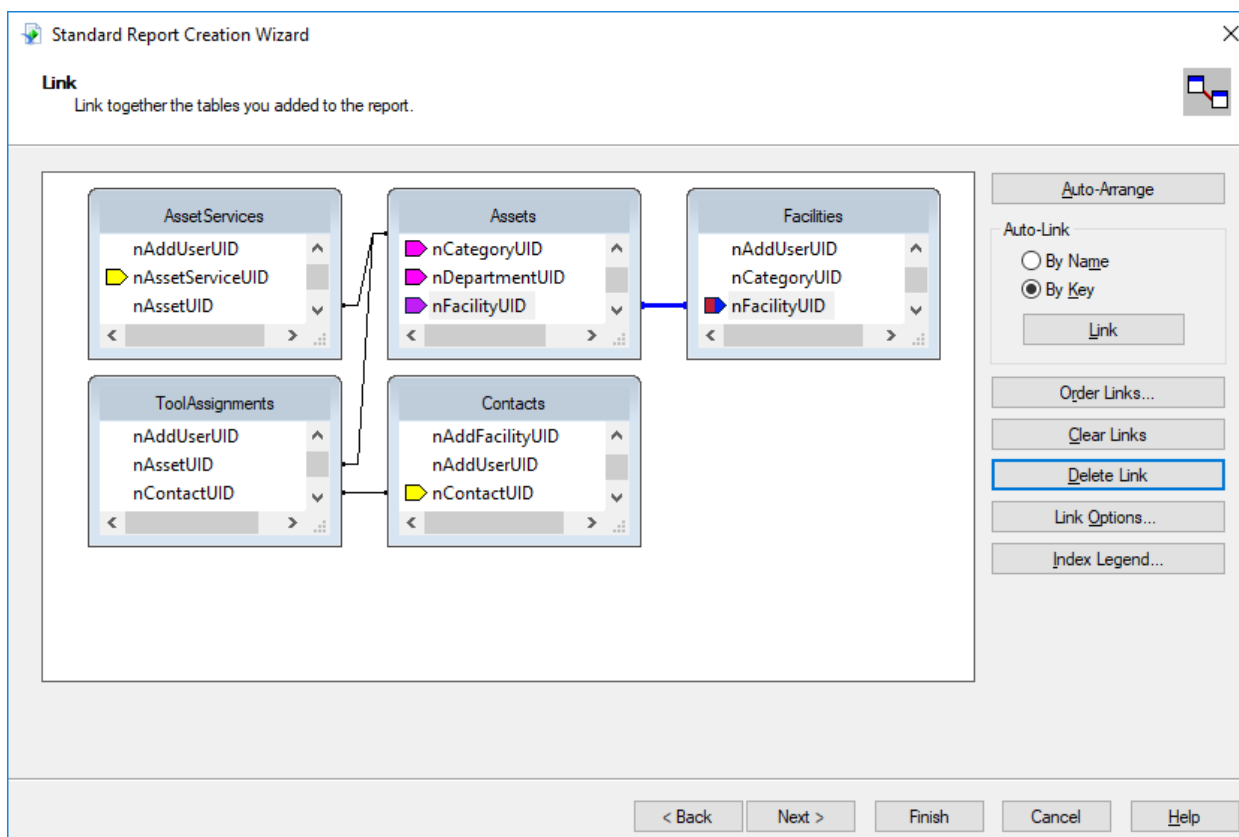 Standard Report Creation Wizard
Link
Link together the tables you added to the report.
AssetServices
nAddUserUID
nAssetServiceUID
nAssetUID
Assets
nCategoryUID
nDepartmentUID
nFacilityUID
Facilities
nAddUserUID
nCategoryUID
nFacilityUID
ToolAssignments
nAddUserUID
nAssetUID
nContactUID
Contacts
nAddFacilityUID
nAddUserUID
nContactUID
Auto-Arrange
Auto-Link
By Name
By Key
Link
Order Links...
Clear Links
Delete Link
Link Options...
Index Legend...
< Back
Next >
Finish
Cancel
Help